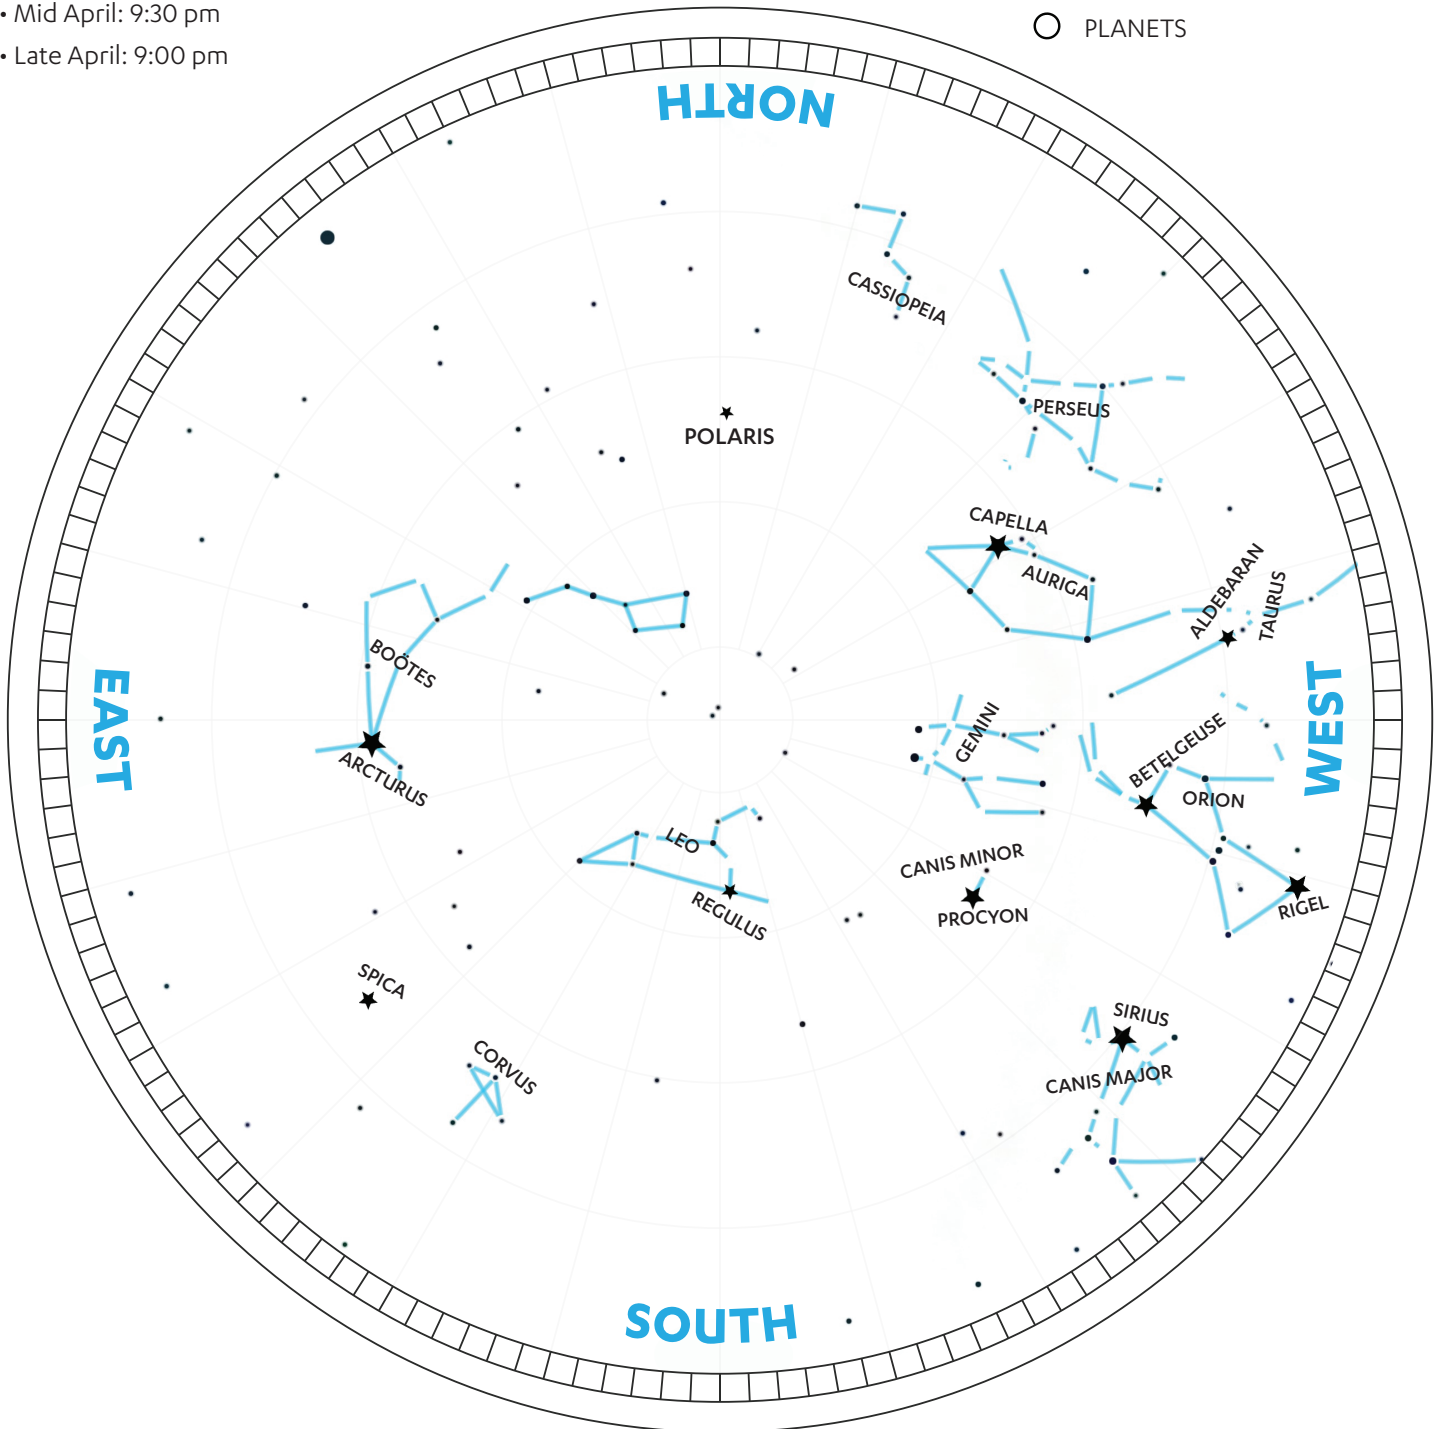 • Mid April: 9:30 pm
• Late April: 9:00 pm
PLANETS
NORTH
CASSIOPEIA
PERSEUS
POLARIS
CAPELLA
AURIGA
ALDEBARAN
TAURUS
BOÖTES
EAST
WEST
GEMINI
BETELGEUSE
ARCTURUS
ORION
LEO
CANIS MINOR
REGULUS
PROCYON
RIGEL
SPICA
SIRIUS
CORVUS
CANIS MAJOR
SOUTH